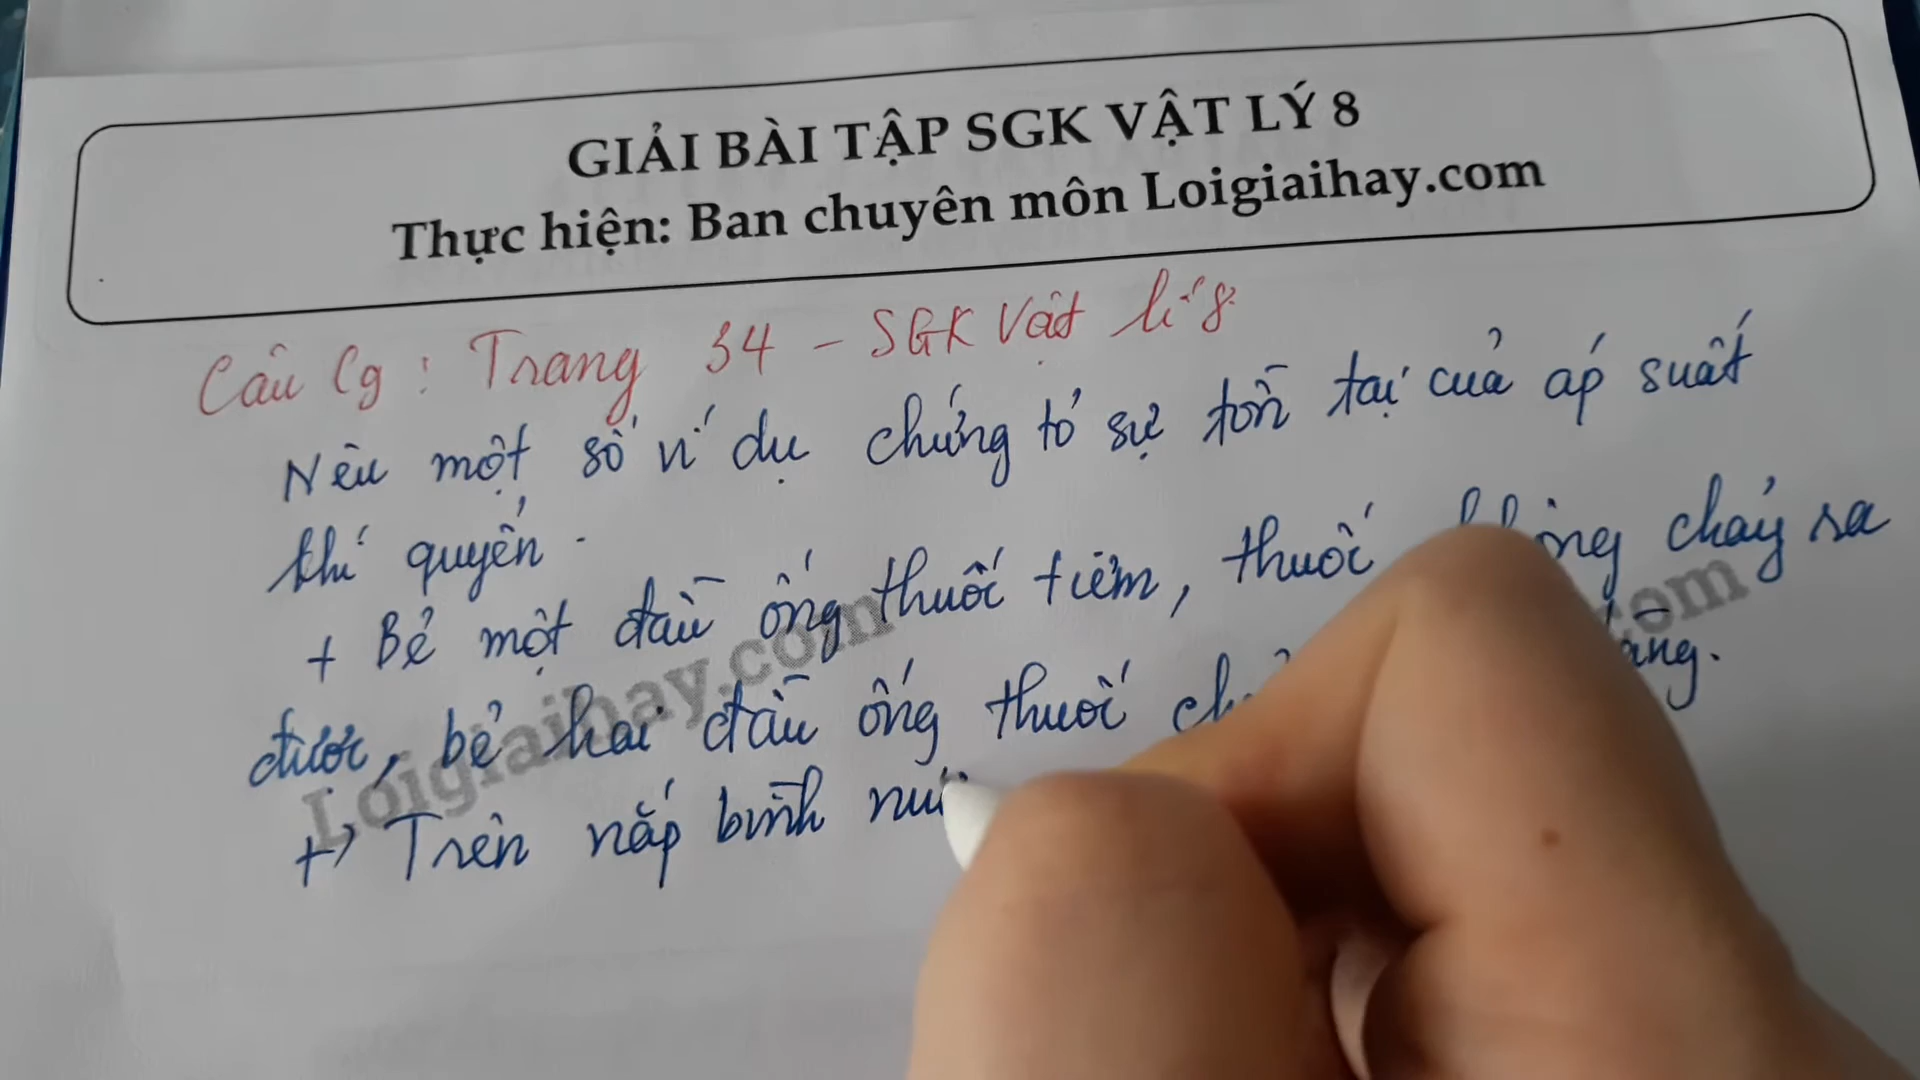 GIẢI BÀI TẬP SGK VẬT LÝ 8
Thực hiện: Ban chuyên môn Loigiaihay.com
Câu C9: Trang 34 - SGK Vật lí 8
Nêu một số ví dụ chứng tỏ sự tồn tại của áp suất
khí quyển.
+ Bẻ một đầu ống thuốc tiêm, thuốc chảy ra
được, bẻ hai đầu ống thuốc
+ Trên nắp bình
Loigiaihay.com